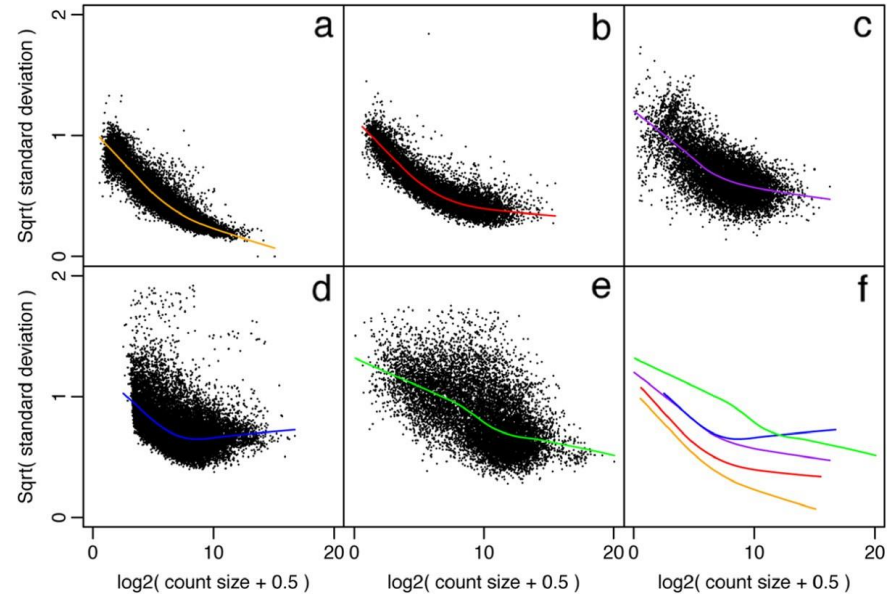 2
a
b
c
1
Sqrt( standard deviation )
0
2
d
e
f
1
Sqrt( standard deviation )
0
0 10 20 0 10 20 0 10 20
log2( count size + 0.5 ) log2( count size + 0.5 ) log2( count size + 0.5 )